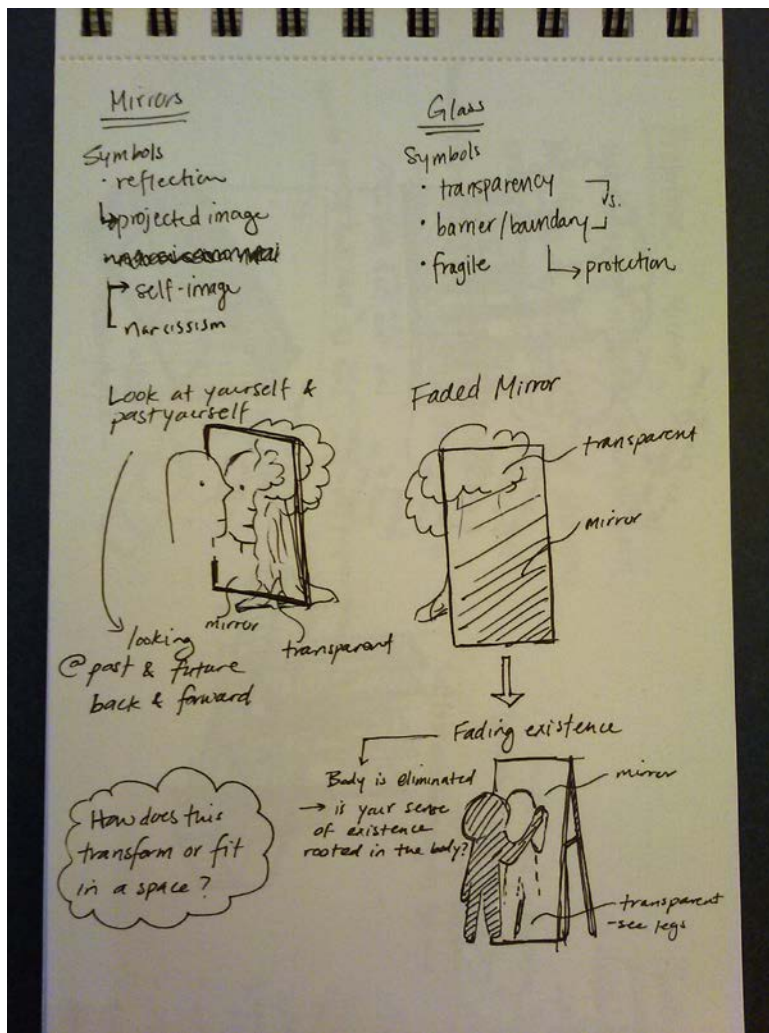 Mirrors
Symbols
· reflection
↳ projected image
→ self-image
narcissism
Glass
Symbols
· transparency
vs.
· barrier/boundary
· fragile
↳ protection
Look at yourself &
past yourself
mirror
transparent
looking
@ past & future
back & forward
Faded Mirror
transparent
mirror
Fading existence
Body is eliminated
→ is your sense
of existence
rooted in the body?
mirror
transparent
-see legs
How does this
transform or fit
in a space?